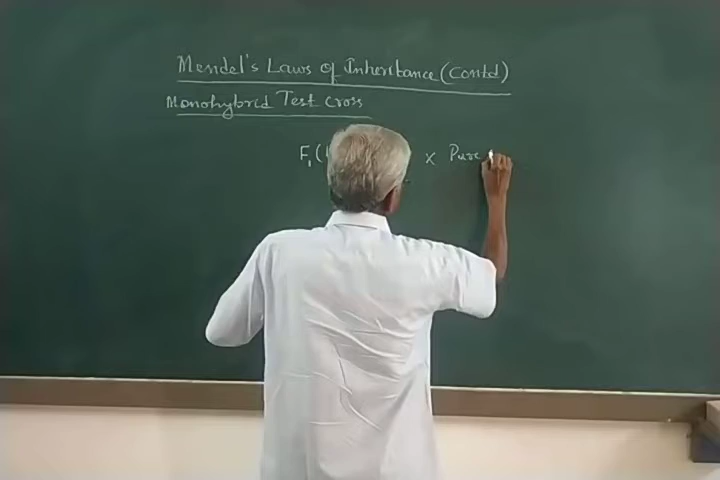 Mendel's Laws of Inheritance (Contd)
Monohybrid Test Cross
F₁ ( x Pure